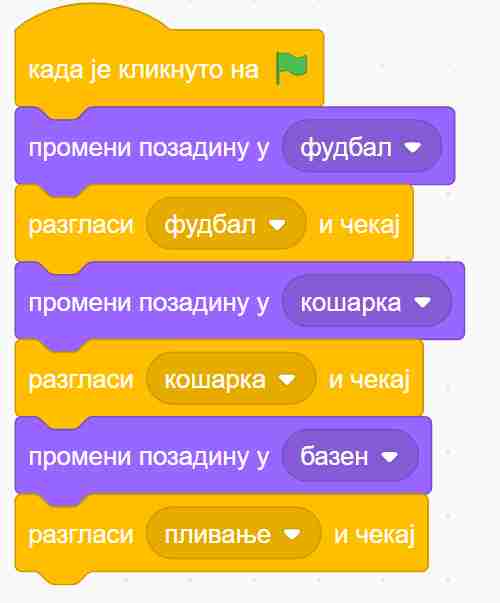 када је кликнуто на
промени позадину у фудбал
разгласи фудбал и чекај
промени позадину у кошарка
разгласи кошарка и чекај
промени позадину у базен
разгласи пливање и чекај